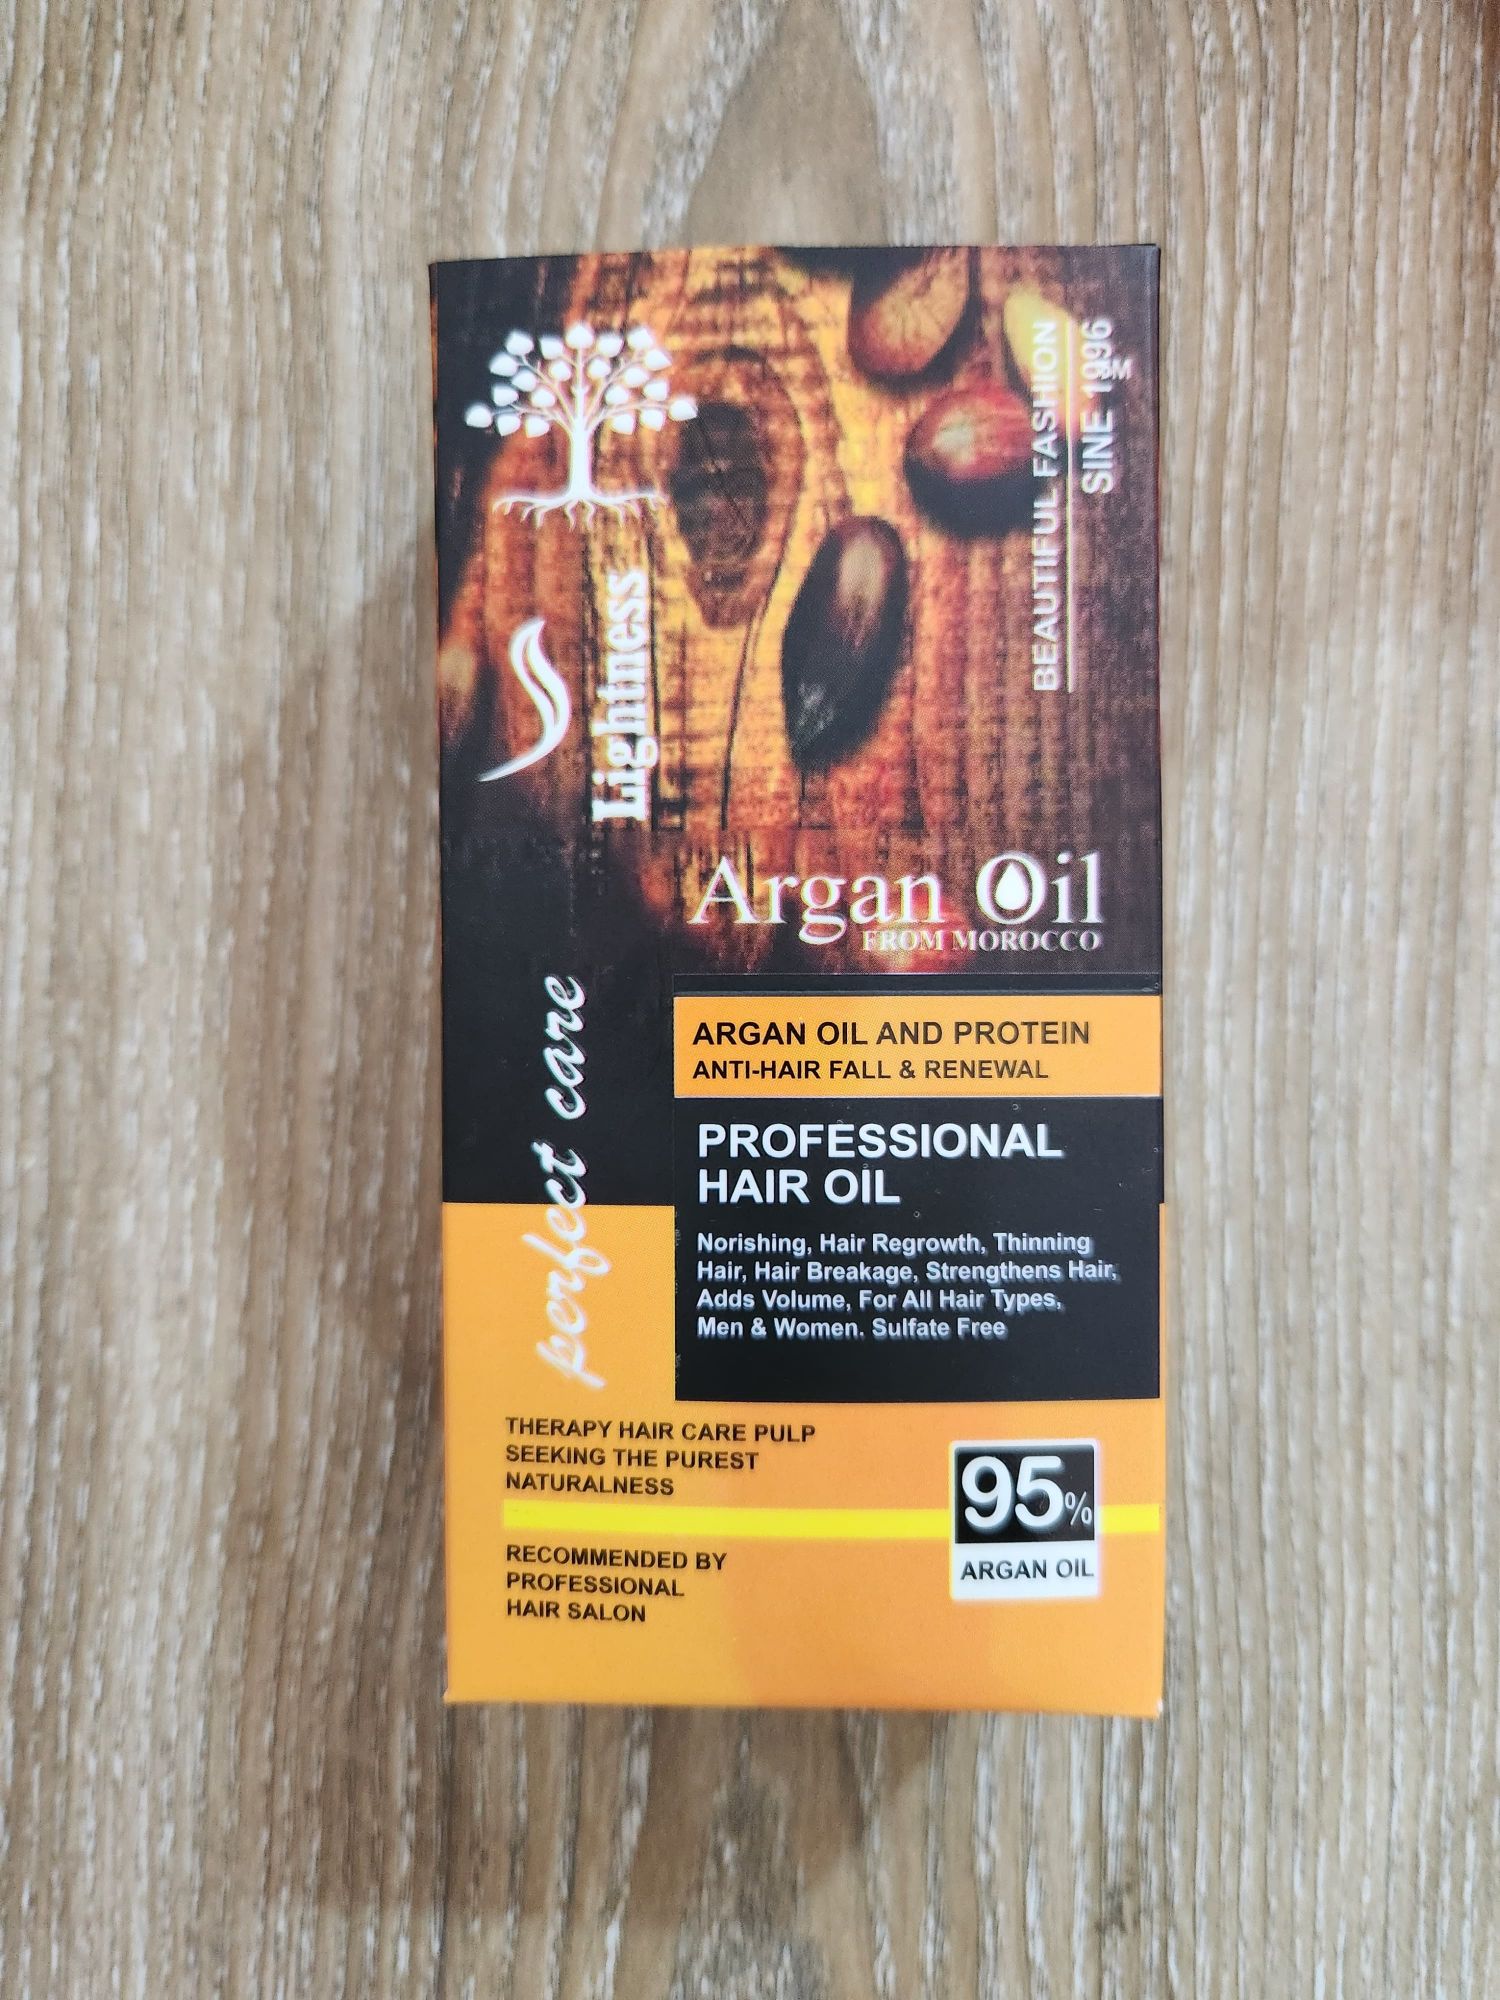 Lightness
BEAUTIFUL FASHION
SINE 1996
SM
Argan Oil
FROM MOROCCO
perfect care
ARGAN OIL AND PROTEIN
ANTI-HAIR FALL & RENEWAL
PROFESSIONAL
HAIR OIL
Norishing, Hair Regrowth, Thinning
Hair, Hair Breakage, Strengthens Hair,
Adds Volume, For All Hair Types,
Men & Women. Sulfate Free
THERAPY HAIR CARE PULP
SEEKING THE PUREST
NATURALNESS
95%
ARGAN OIL
RECOMMENDED BY
PROFESSIONAL
HAIR SALON